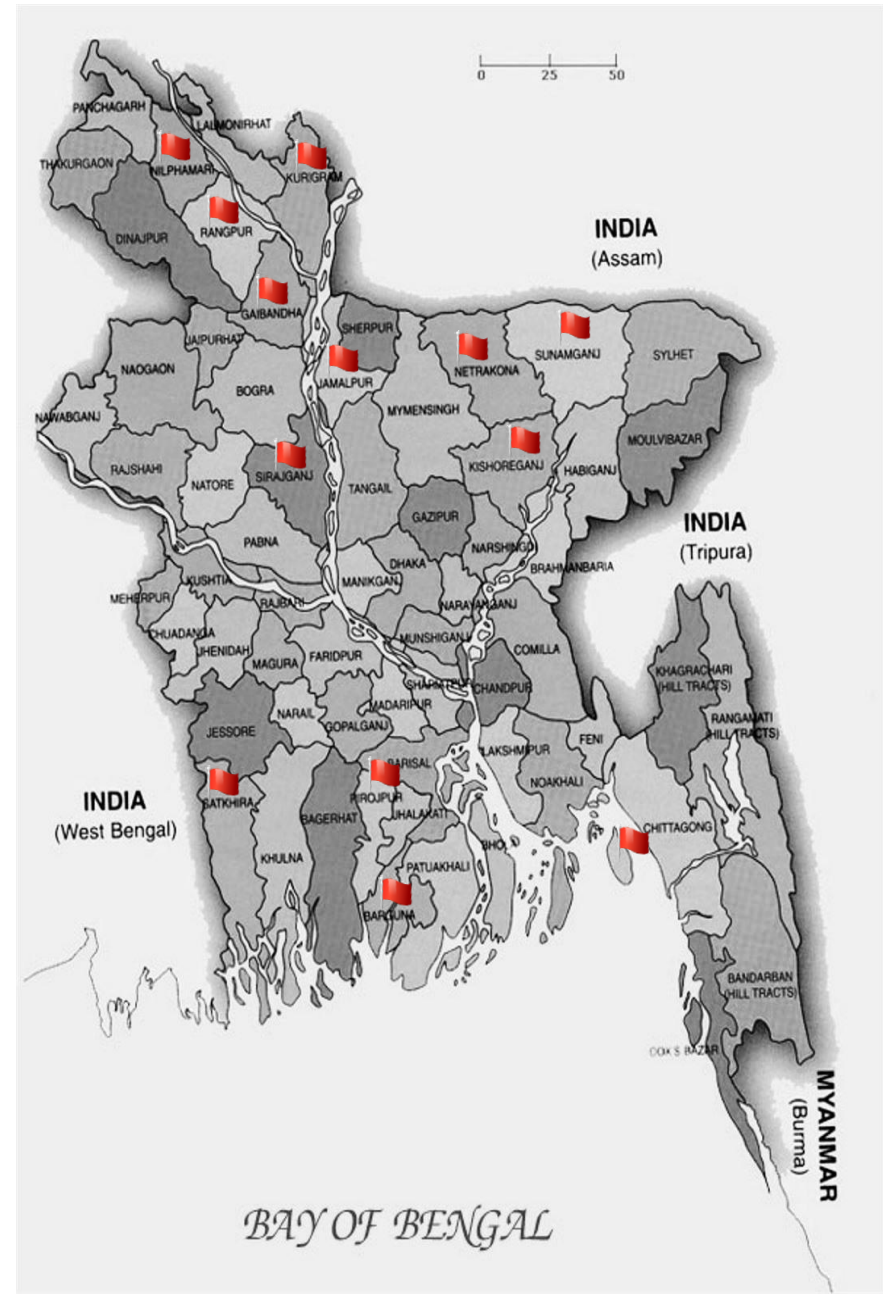 0 25 50
PANCHAGARH
LALMONIRHAT
THAKURGAON
NILPHAMARI
KURIGRAM
RANGPUR
DINAJPUR
INDIA
(Assam)
GAIBANDHA
SHERPUR
JAIPURHAT
SUNAMGANJ
SYLHET
NAOGAON
NETRAKONA
JAMALPUR
BOGRA
MYMENSINGH
NAWABGANJ
MOULVIBAZAR
RAJSHAHI
SIRAJGANJ
KISHOREGANJ
HABIGANJ
NATORE
TANGAIL
GAZIPUR
INDIA
(Tripura)
PABNA
NARSHINGDI
DHAKA
BRAHMANBARIA
KUSHTIA
MANIKGANJ
MEHERPUR
RAJBARI
NARAYANGANJ
CHUADANGA
MUNSHIGANJ
JHENIDAH
FARIDPUR
COMILLA
MAGURA
KHAGRACHARI
(HILL TRACTS)
SHARIATPUR
CHANDPUR
MADARIPUR
NARAIL
RANGAMATI
(HILL TRACTS)
JESSORE
GOPALGANJ
FENI
LAKSHMIPUR
BARISAL
NOAKHALI
INDIA
(West Bengal)
SATKHIRA
PIROJPUR
BAGERHAT
JHALAKATI
CHITTAGONG
BHOLA
KHULNA
PATUAKHALI
BARGUNA
BANDARBAN
(HILL TRACTS)
COX'S BAZAR
MYANMAR
(Burma)
BAY OF BENGAL